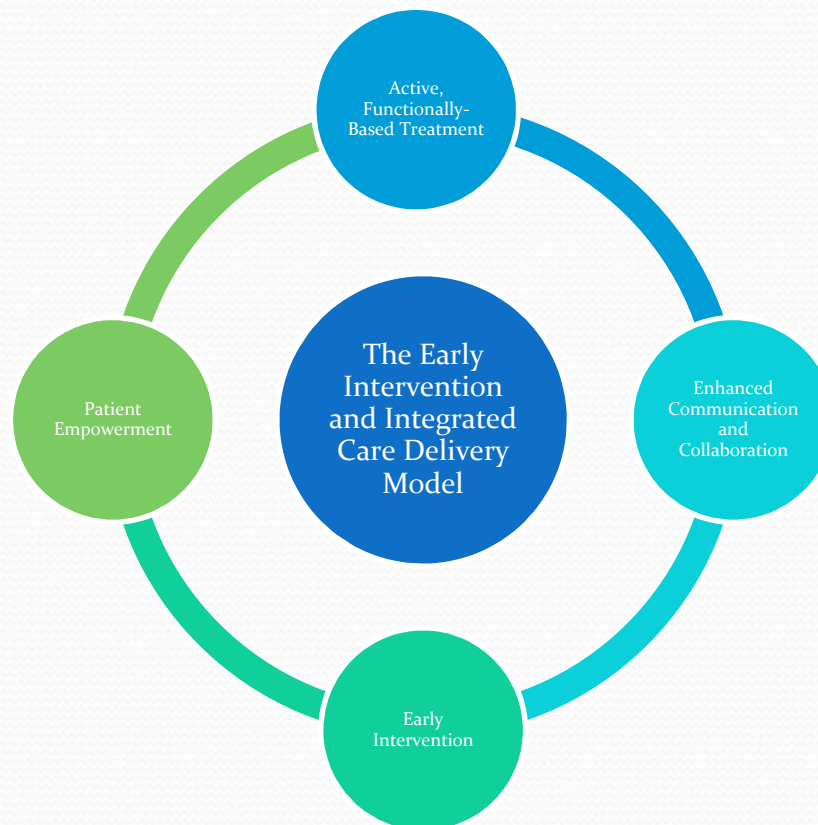 Active,
Functionally-
Based Treatment
The Early
Intervention
and Integrated
Care Delivery
Model
Enhanced
Communication
and
Collaboration
Patient
Empowerment
Early
Intervention